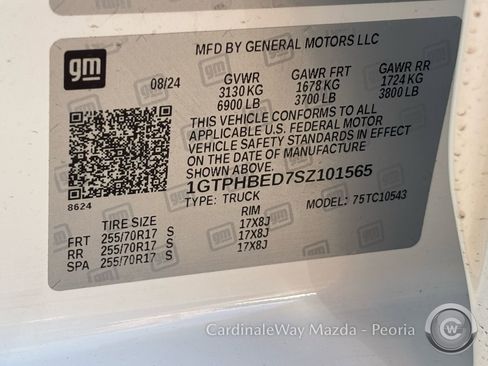 gm
MFD BY GENERAL MOTORS LLC
08/24 GVWR GAWR FRT GAWR RR
3130 KG 1678 KG 1724 KG
6900 LB 3700 LB 3800 LB
THIS VEHICLE CONFORMS TO ALL
APPLICABLE U.S. FEDERAL MOTOR
VEHICLE SAFETY STANDARDS IN EFFECT
ON THE DATE OF MANUFACTURE
SHOWN ABOVE.
1GTPHBED7SZ101565
8624
TYPE: TRUCK MODEL: 75TC10543
TIRE SIZE RIM
FRT 255/70R17 S 17X8J
RR 255/70R17 S 17X8J
SPA 255/70R17 S 17X8J
CardinaleWay Mazda - Peoria
CW